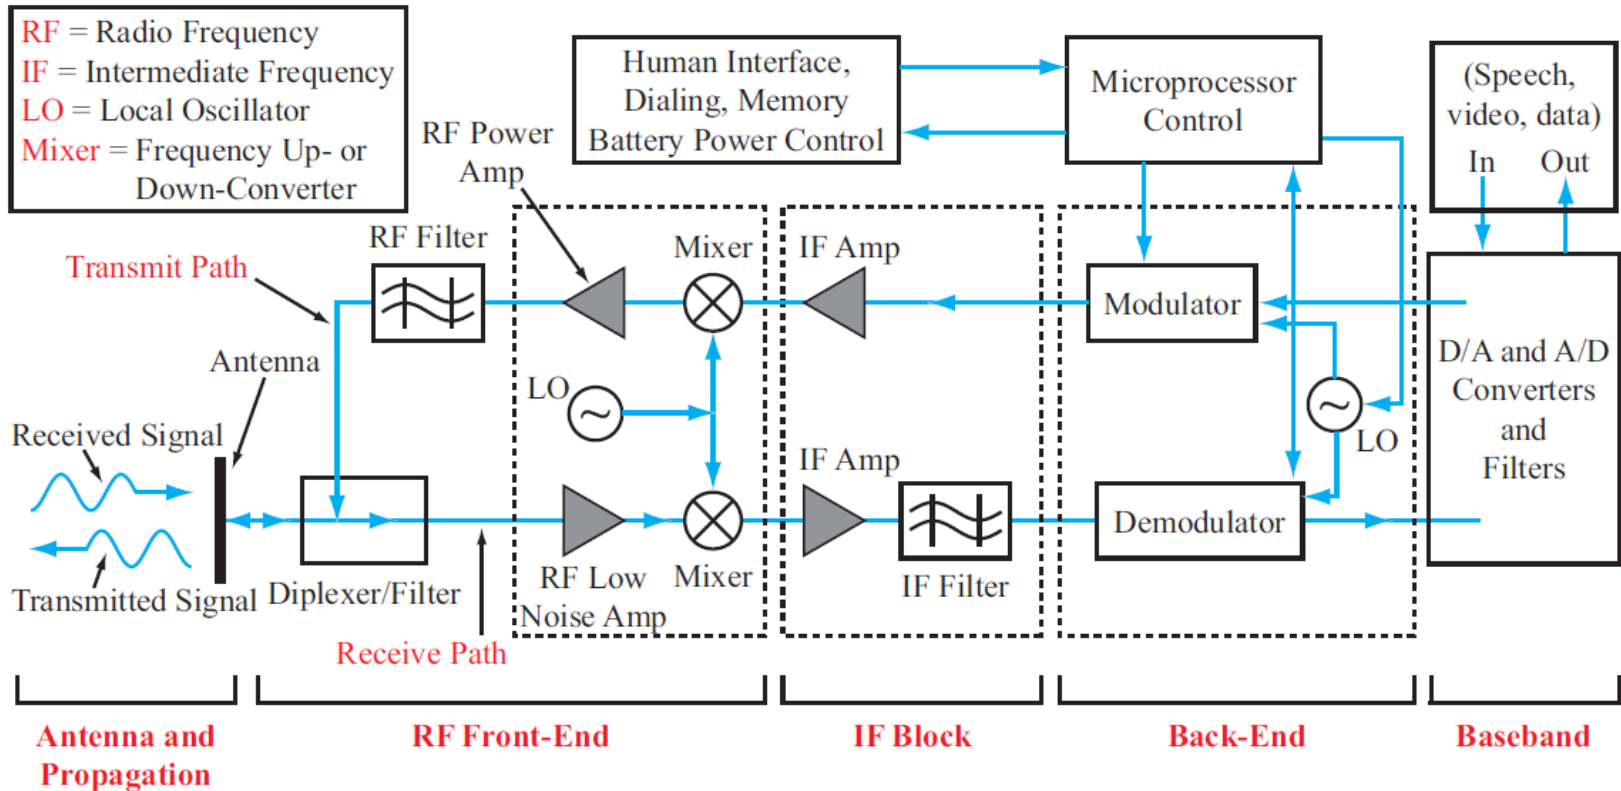 RF = Radio Frequency
IF = Intermediate Frequency
LO = Local Oscillator
Mixer = Frequency Up- or
Down-Converter
Human Interface,
Dialing, Memory
Battery Power Control
Microprocessor
Control
(Speech,
video, data)
In Out
RF Power
Amp
RF Filter
Mixer
IF Amp
Transmit Path
Modulator
Antenna
LO
D/A and A/D
Converters
and
Filters
LO
Received Signal
IF Amp
Demodulator
Transmitted Signal
Diplexer/Filter
RF Low
Noise Amp
Mixer
IF Filter
Receive Path
Antenna and
Propagation
RF Front-End
IF Block
Back-End
Baseband